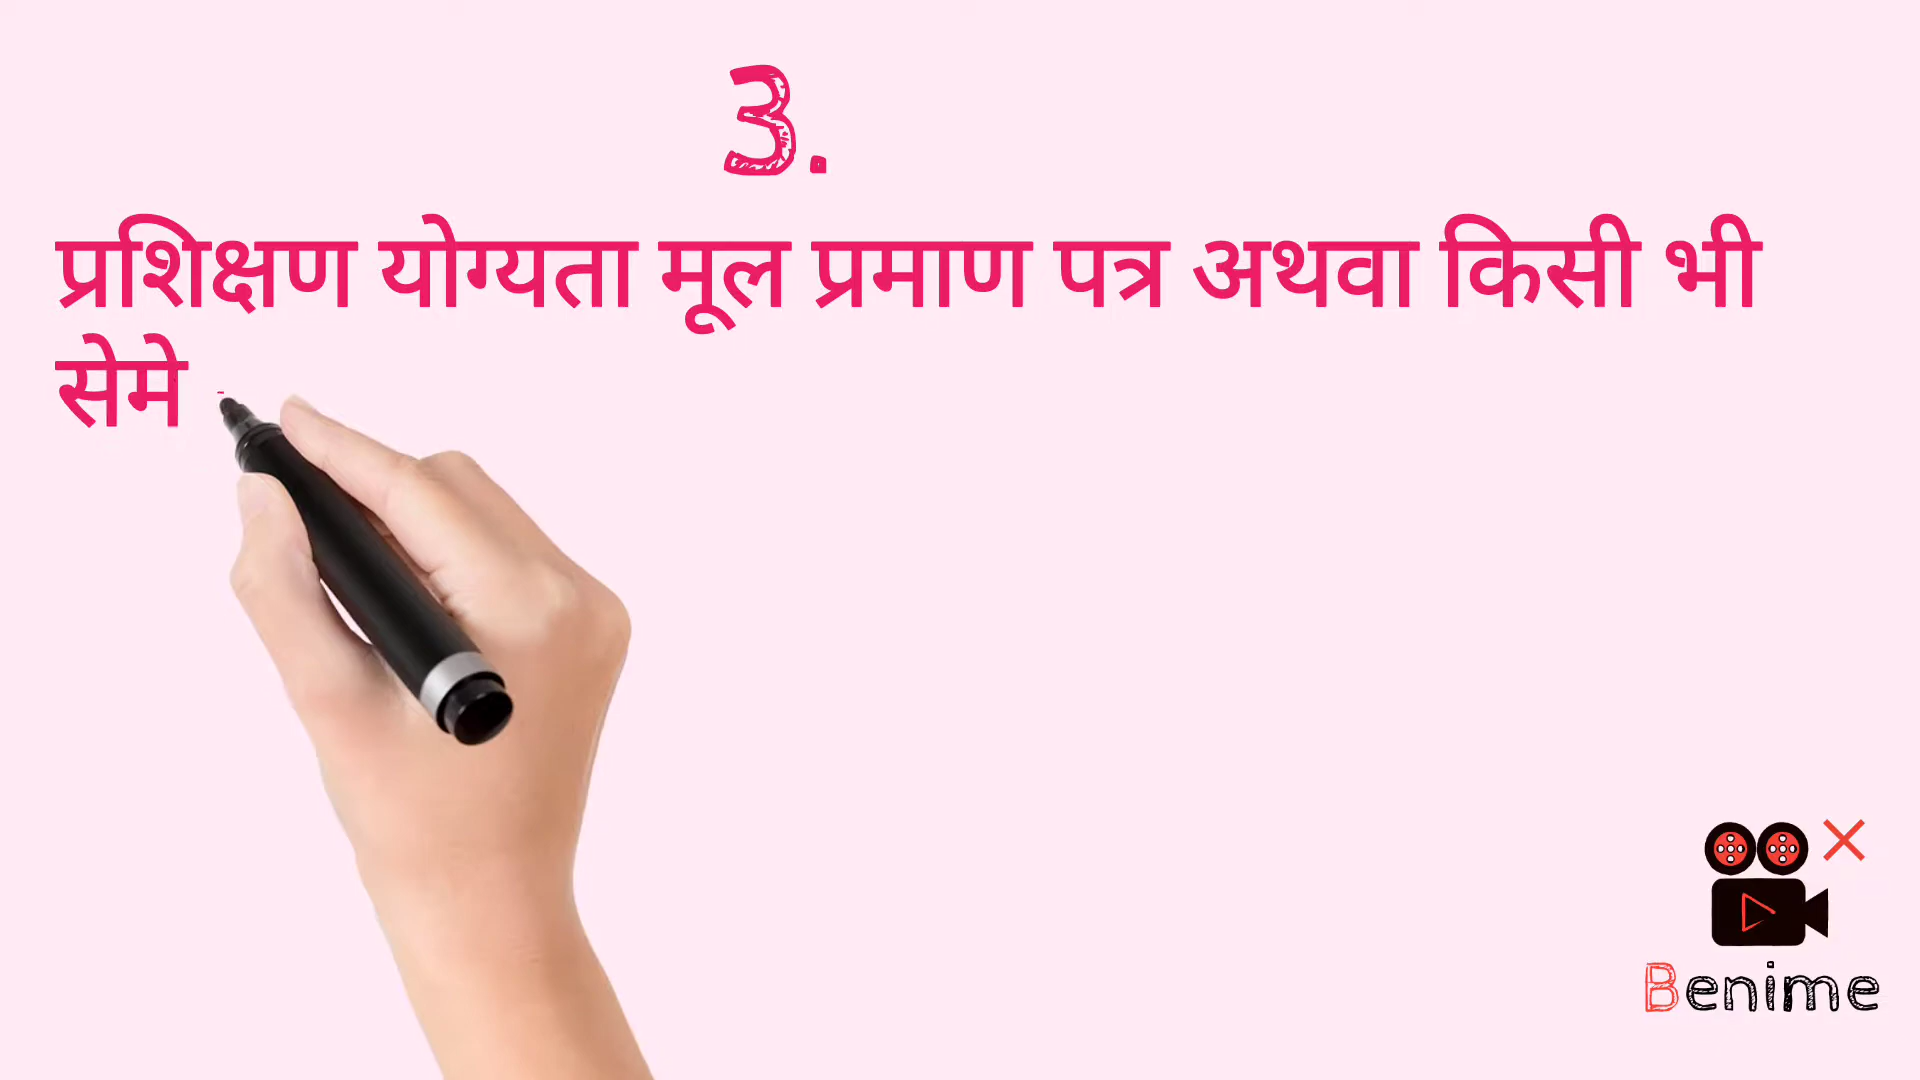 3.
प्रशिक्षण योग्यता मूल प्रमाण पत्र अथवा किसी भी
सेमे
Benime